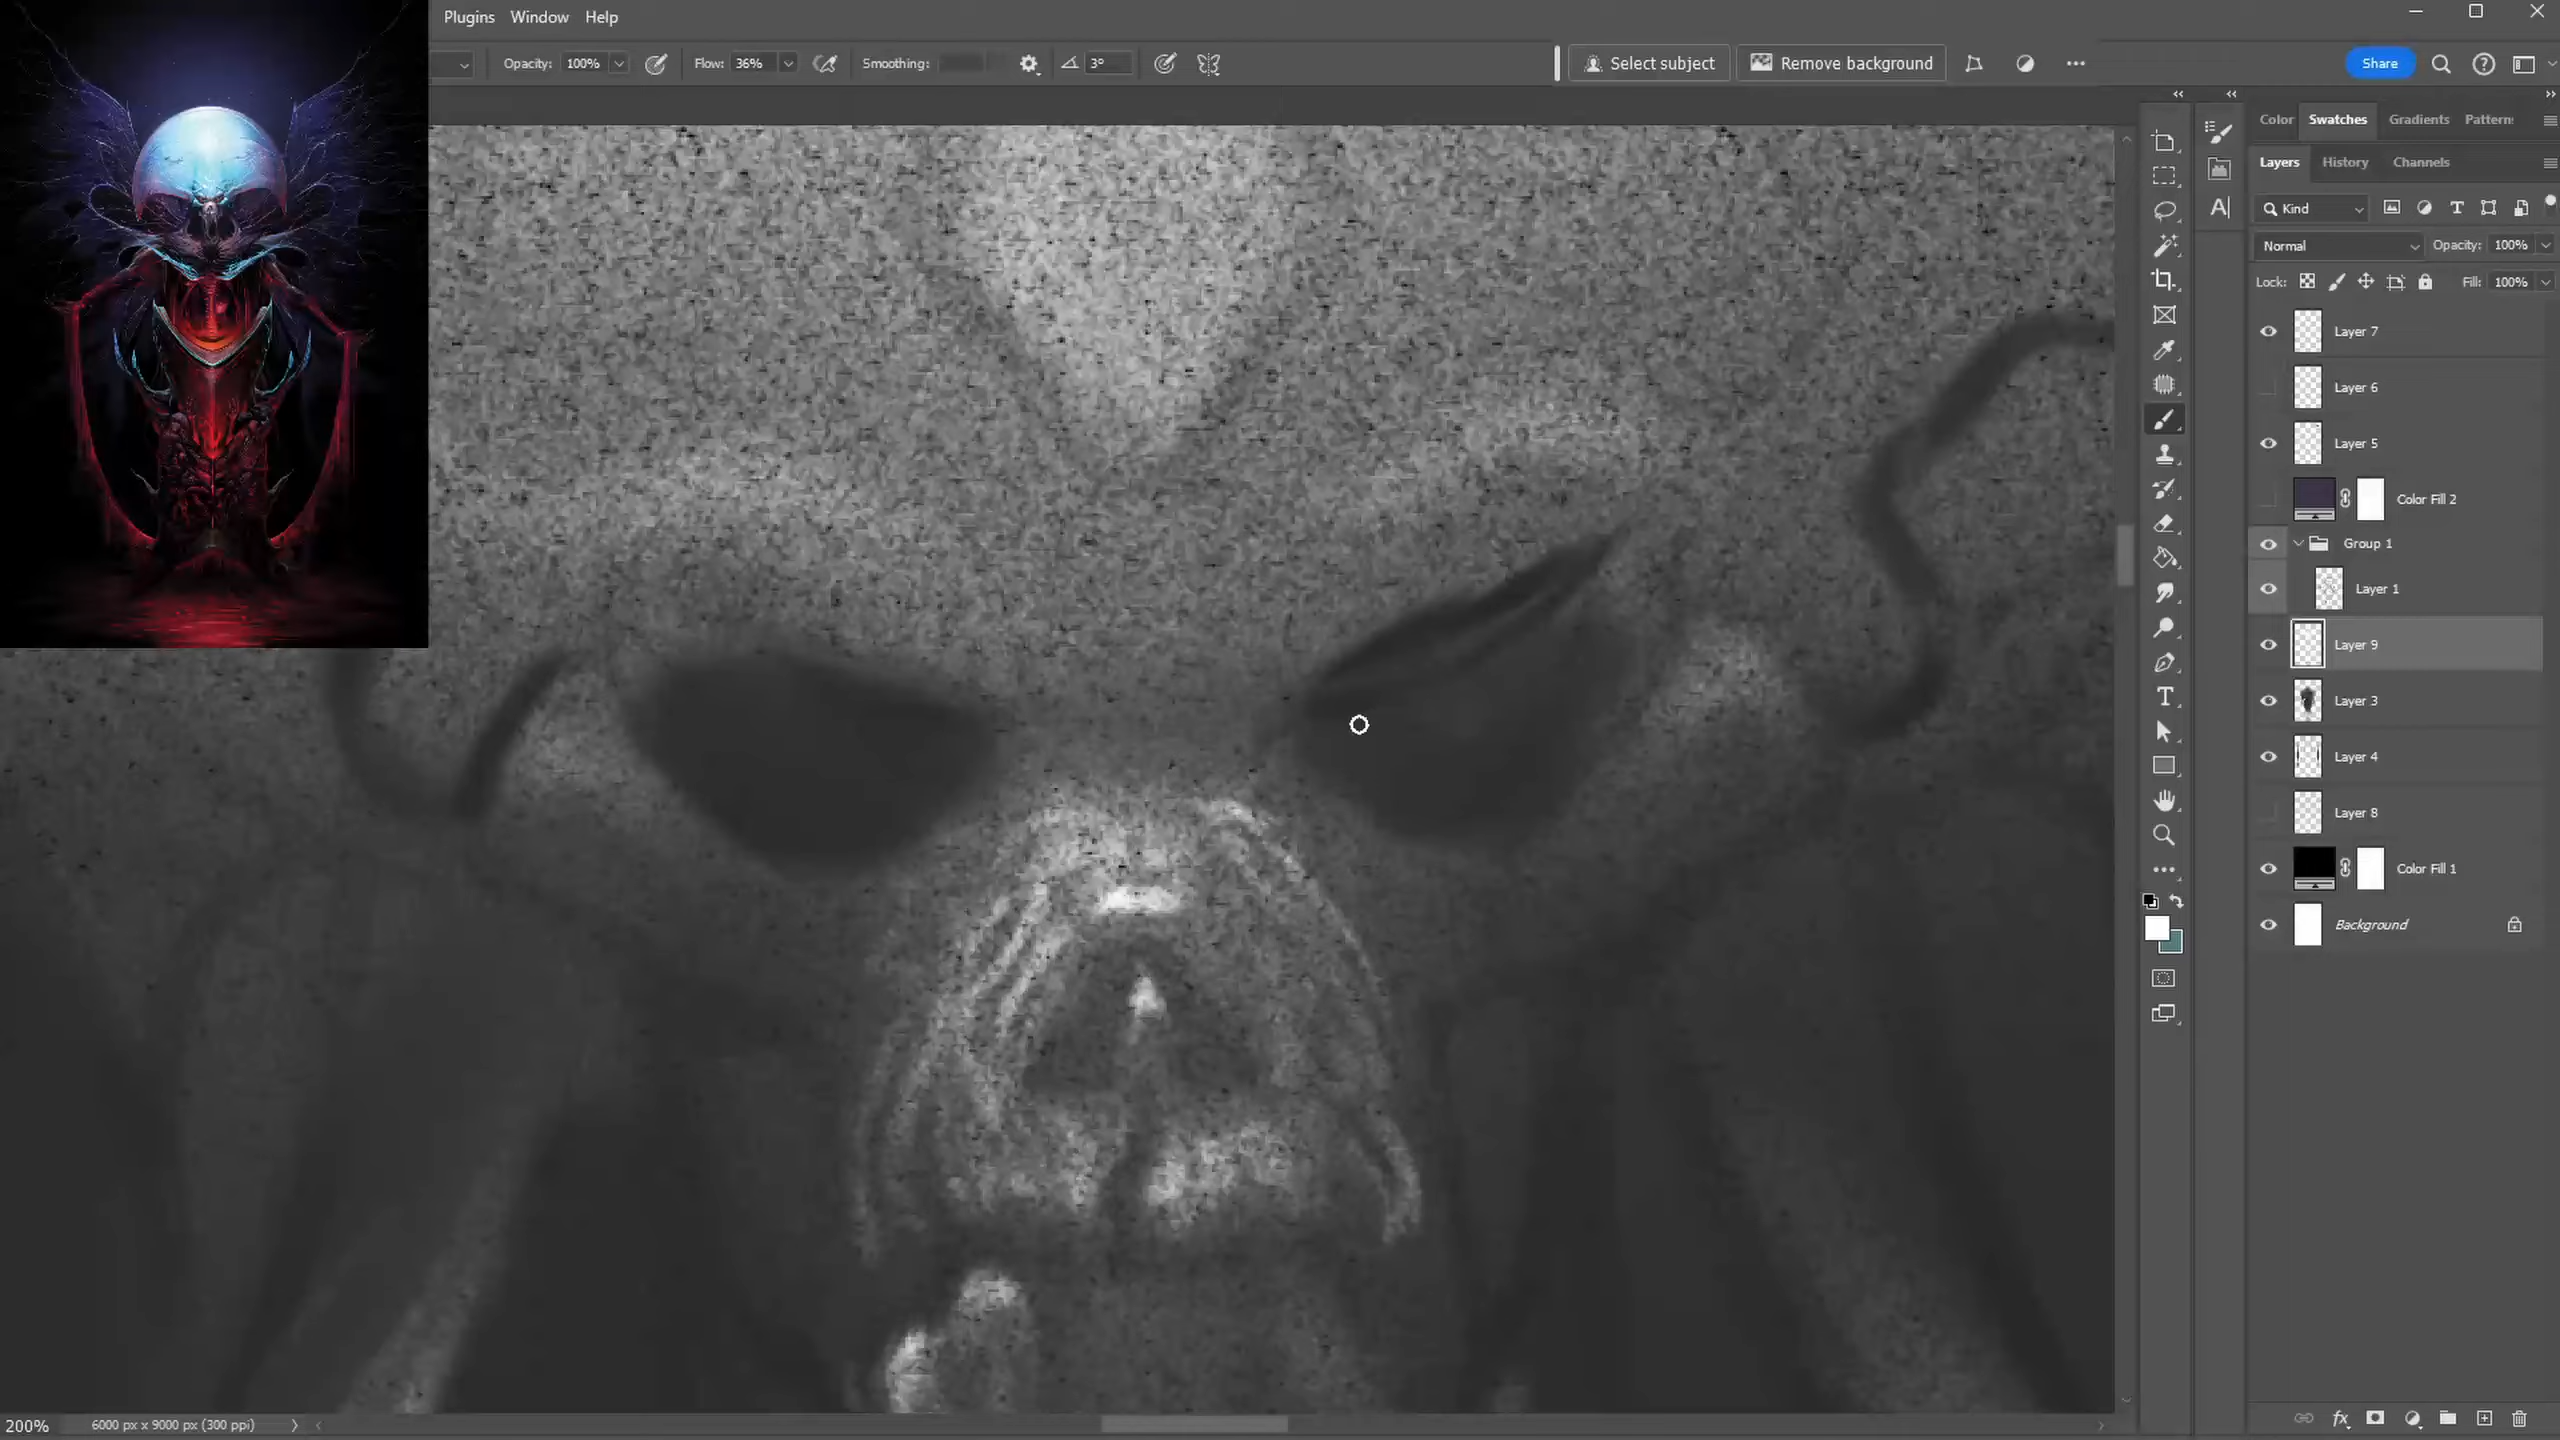 Plugins Window Help
Opacity: 100% Flow: 36% Smoothing: 3° Select subject Remove background Share
Color Swatches Gradients
Layers History Channels
Kind
Normal Opacity: 100%
Lock: Fill: 100%
Layer 7
Layer 6
Layer 5
Color Fill 2
Group 1
Layer 1
Layer 9
Layer 3
Layer 4
Layer 8
Color Fill 1
Background
200% 6000 px x 9000 px (300 ppi)